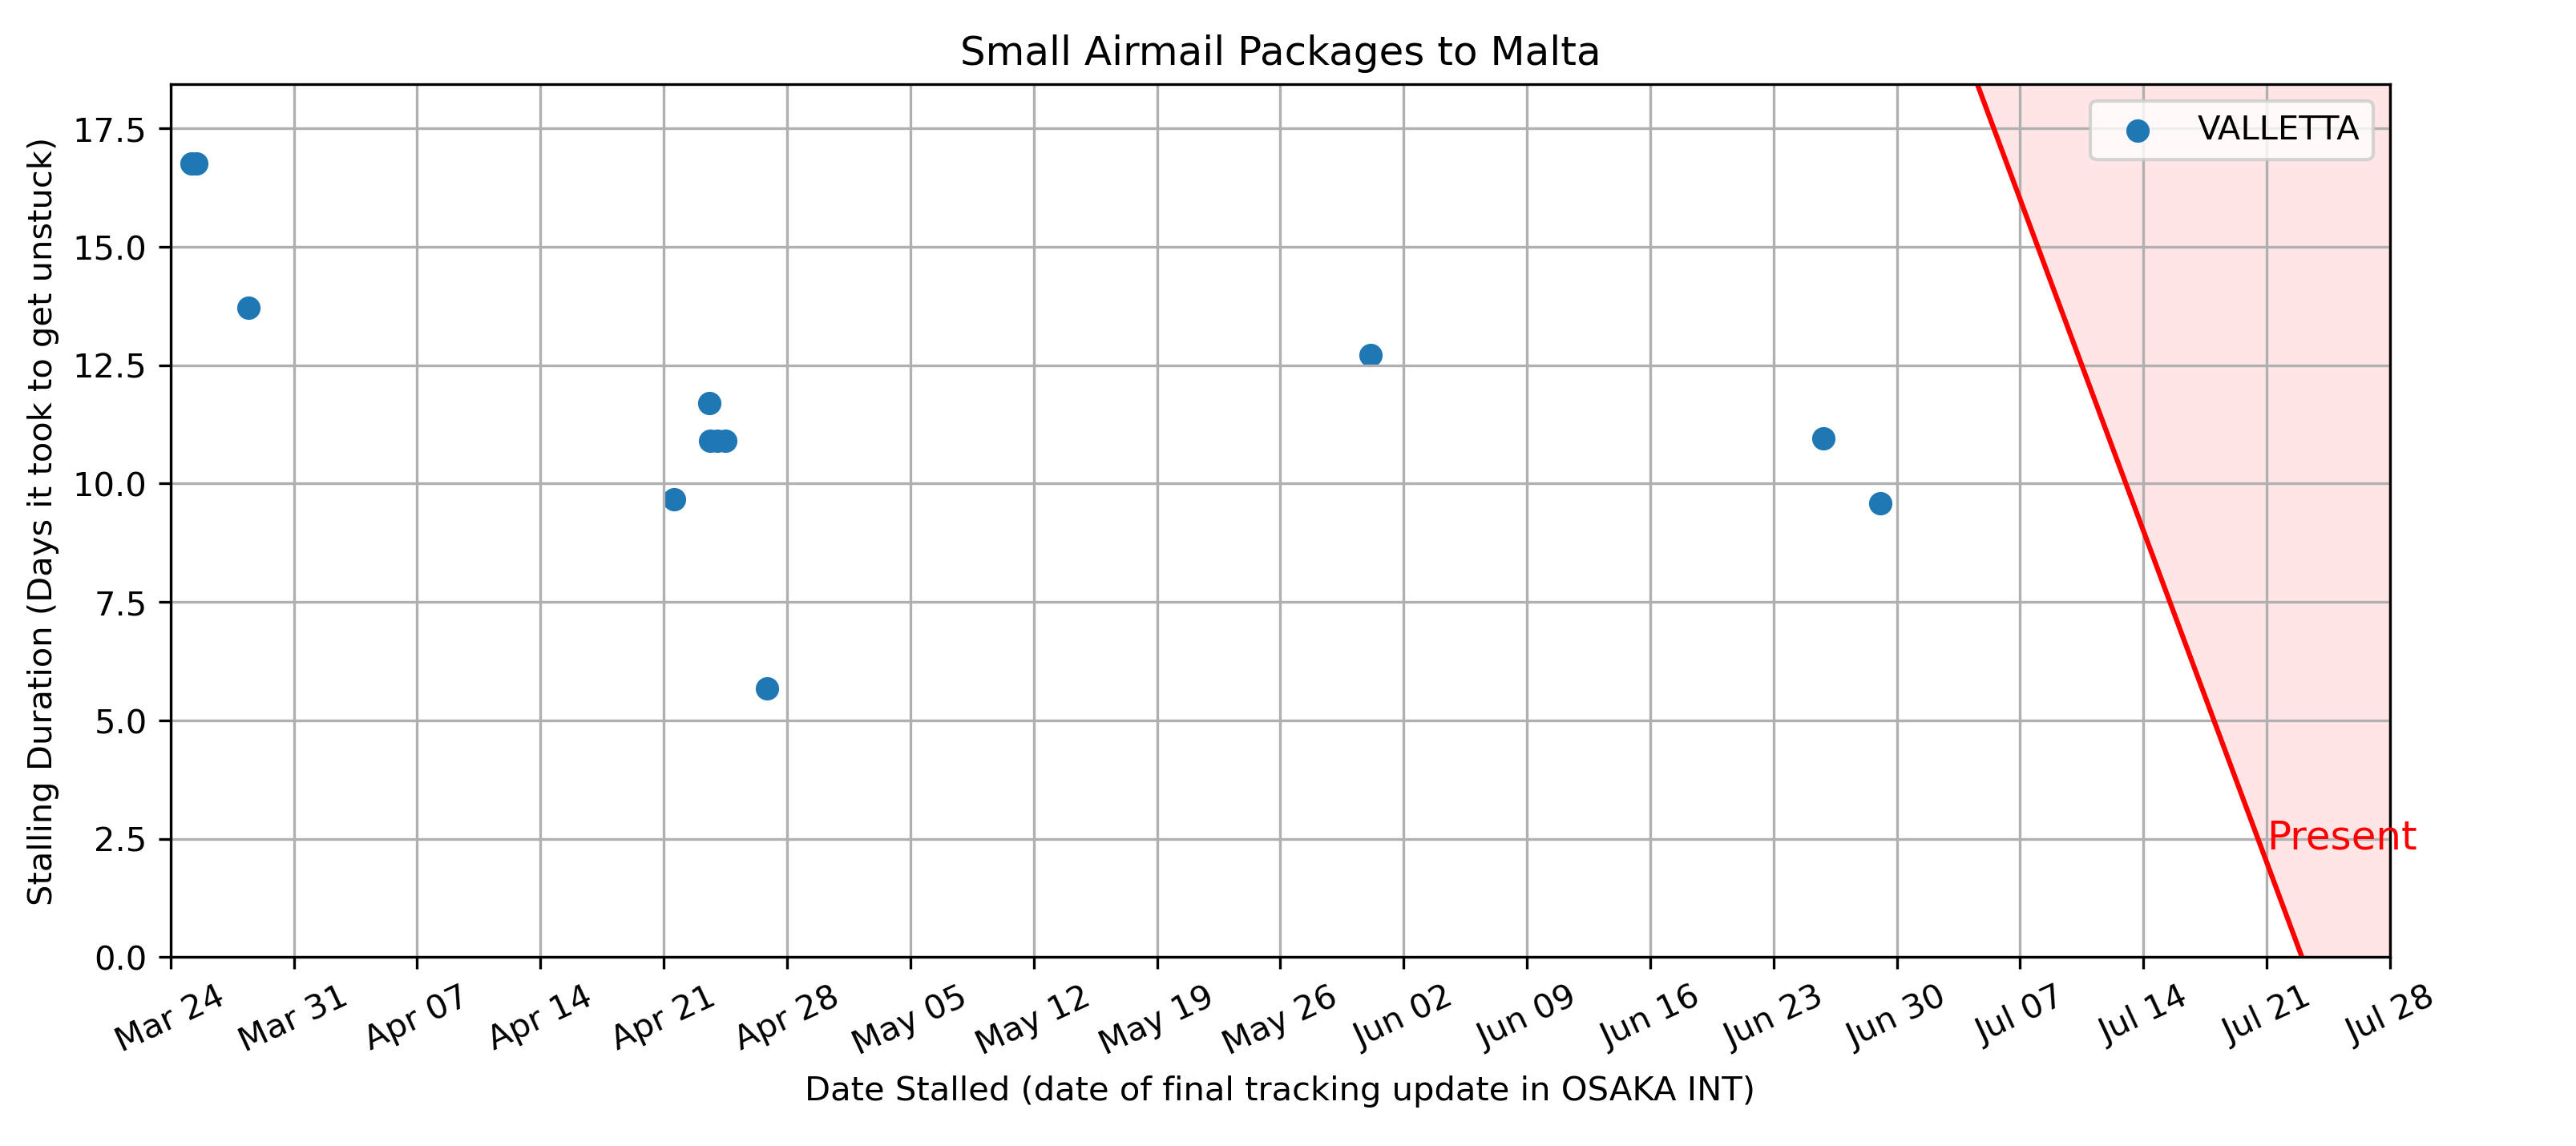 Small Airmail Packages to Malta
VALLETTA
Stalling Duration (Days it took to get unstuck)
17.5
15.0
12.5
10.0
7.5
5.0
2.5
0.0
Present
Mar 24
Mar 31
Apr 07
Apr 14
Apr 21
Apr 28
May 05
May 12
May 19
May 26
Jun 02
Jun 09
Jun 16
Jun 23
Jun 30
Jul 07
Jul 14
Jul 21
Jul 28
Date Stalled (date of final tracking update in OSAKA INT)